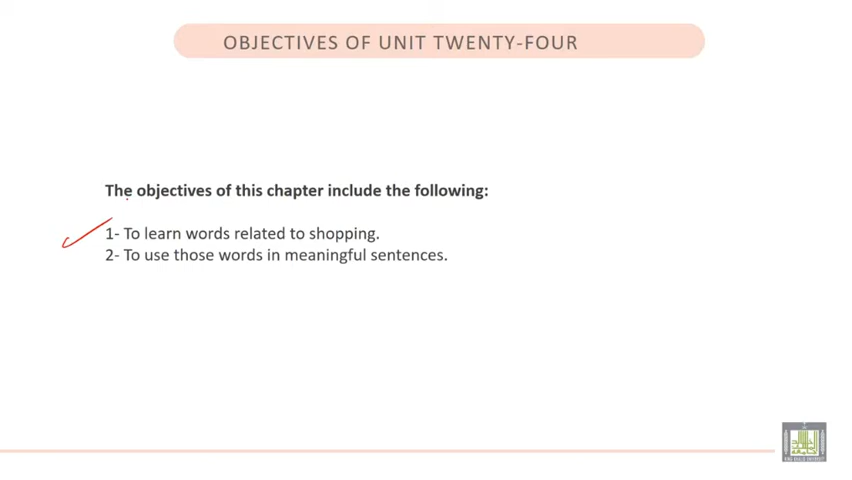 OBJECTIVES OF UNIT TWENTY-FOUR
The objectives of this chapter include the following:
1- To learn words related to shopping.
2- To use those words in meaningful sentences.